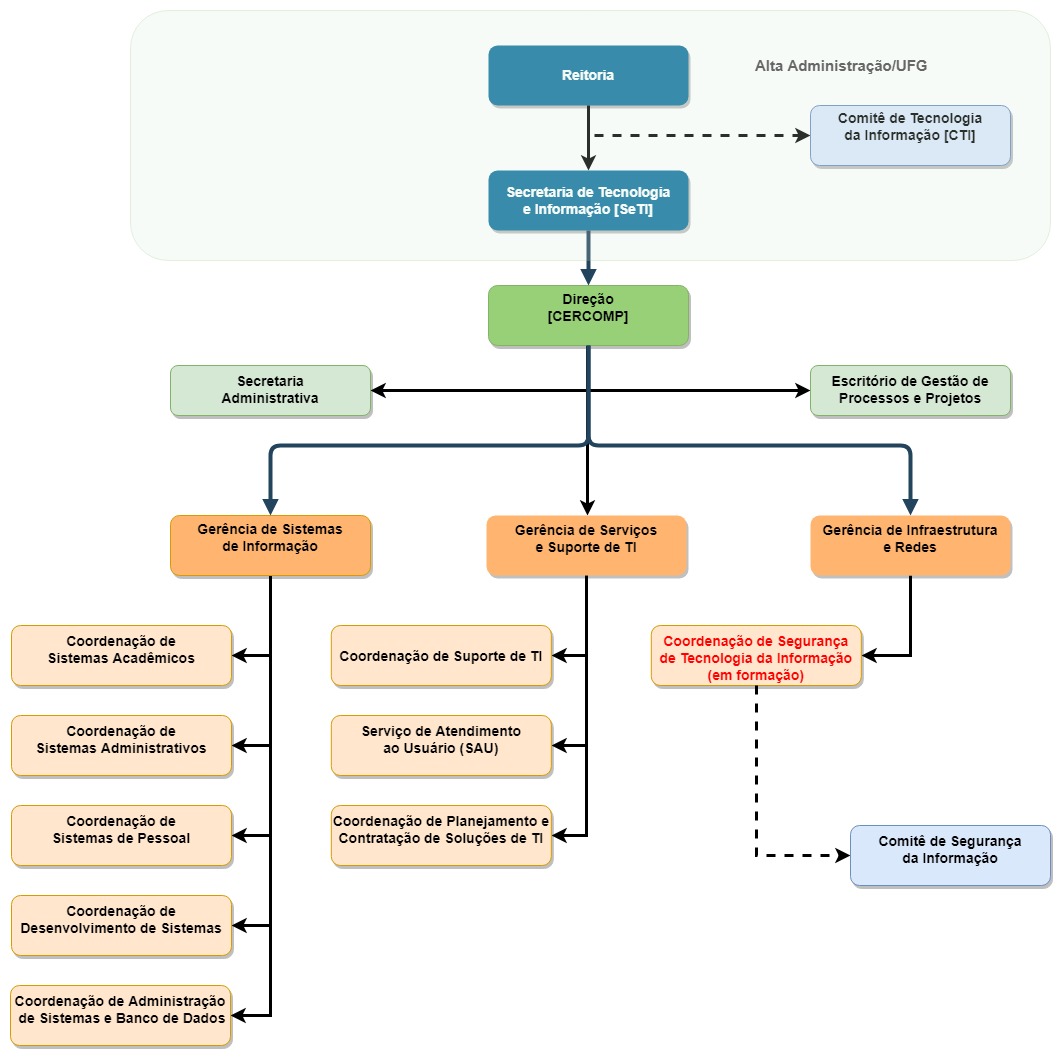 Reitoria
Alta Administração/UFG
Comitê de Tecnologia
da Informação [CTI]
Secretaria de Tecnologia
e Informação [SeTI]
Direção
[CERCOMP]
Secretaria
Administrativa
Escritório de Gestão de
Processos e Projetos
Gerência de Sistemas
de Informação
Gerência de Serviços
e Suporte de TI
Gerência de Infraestrutura
e Redes
Coordenação de
Sistemas Acadêmicos
Coordenação de Suporte de TI
Coordenação de Segurança
de Tecnologia da Informação
(em formação)
Coordenação de
Sistemas Administrativos
Serviço de Atendimento
ao Usuário (SAU)
Coordenação de
Sistemas de Pessoal
Coordenação de Planejamento e
Contratação de Soluções de TI
Comitê de Segurança
da Informação
Coordenação de
Desenvolvimento de Sistemas
Coordenação de Administração
de Sistemas e Banco de Dados